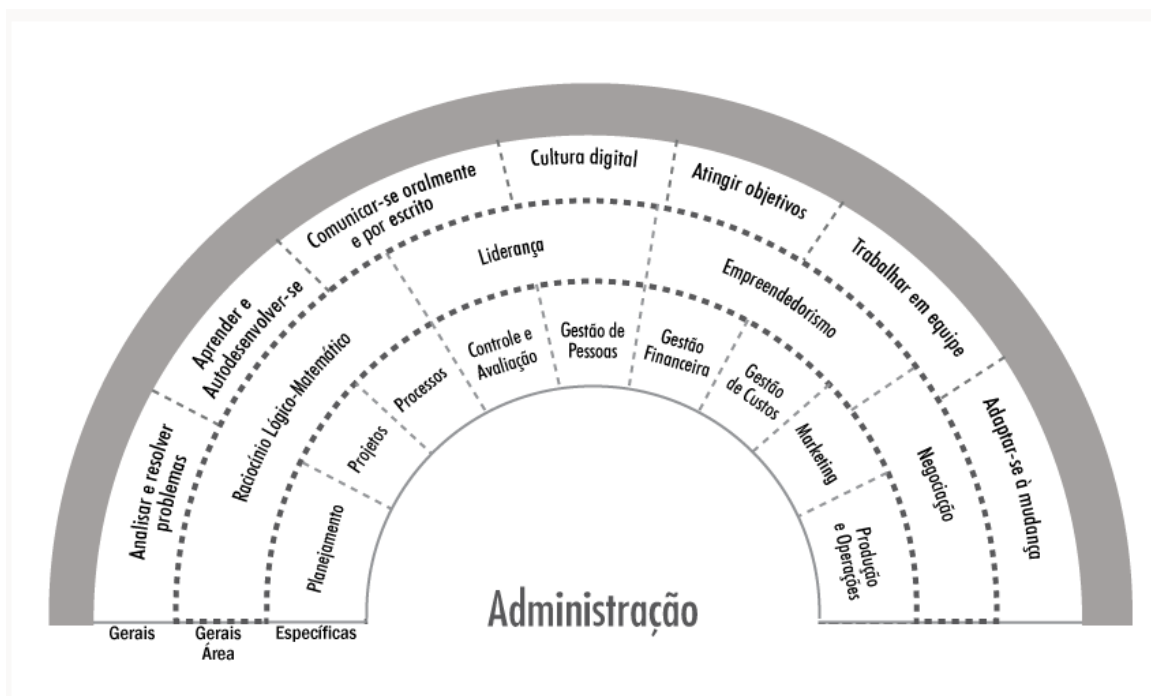 Analisar e resolver
problemas
Aprender e
Autodesenvolver-se
Comunicar-se oralmente
e por escrito
Cultura digital
Atingir objetivos
Trabalhar em equipe
Adaptar-se à mudança
Raciocínio Lógico-Matemático
Liderança
Empreendedorismo
Negociação
Planejamento
Projetos
Processos
Controle e
Avaliação
Gestão de
Pessoas
Gestão
Financeira
Gestão
de Custos
Marketing
Produção
e Operações
Administração
Gerais
Gerais
Área
Específicas